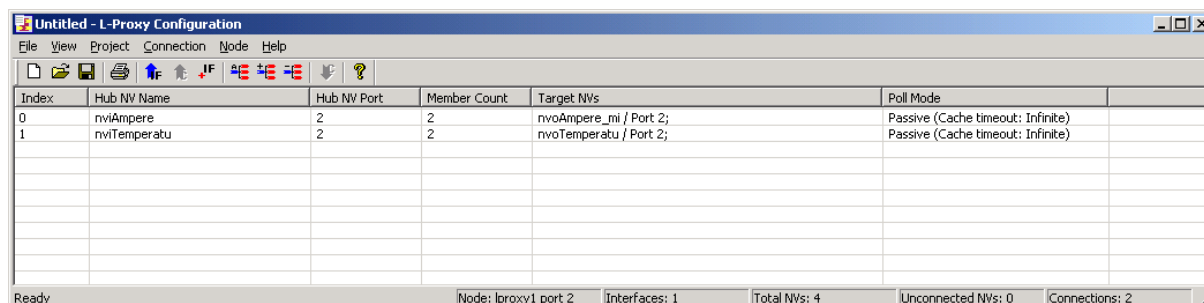 Untitled - L-Proxy Configuration
File View Project Connection Node Help
Index Hub NV Name Hub NV Port Member Count Target NVs Poll Mode
0 nviAmpere 2 2 nvoAmpere_mi / Port 2; Passive (Cache timeout: Infinite)
1 nviTemperatu 2 2 nvoTemperatu / Port 2; Passive (Cache timeout: Infinite)
Ready Node: lproxy1 port 2 Interfaces: 1 Total NVs: 4 Unconnected NVs: 0 Connections: 2